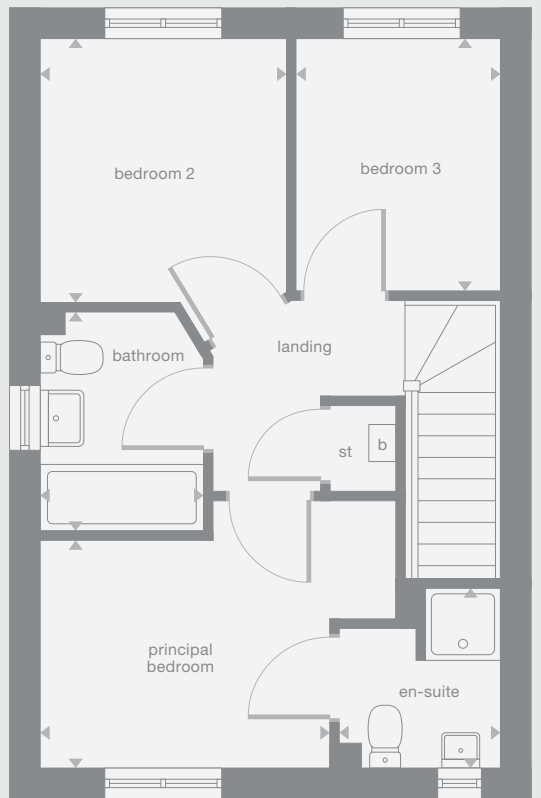 bedroom 2
bedroom 3
landing
bathroom
st
b
principal
bedroom
en-suite